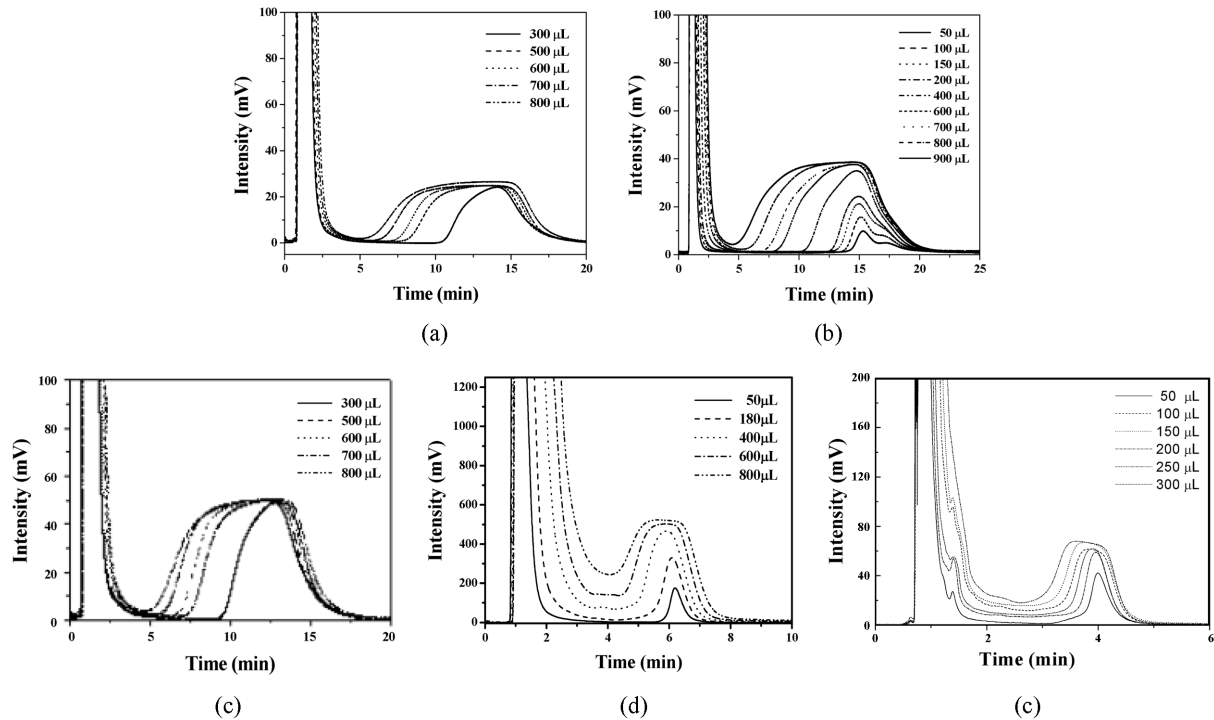 100
80
60
40
20
0
0 5 10 15 20
Intensity (mV)
Time (min)
300 μL
500 μL
600 μL
700 μL
800 μL
(a)
100
80
60
40
20
0
0 5 10 15 20 25
Intensity (mV)
Time (min)
50 μL
100 μL
150 μL
200 μL
400 μL
600 μL
700 μL
800 μL
900 μL
(b)
100
80
60
40
20
0
0 5 10 15 20
Intensity (mV)
Time (min)
300 μL
500 μL
600 μL
700 μL
800 μL
(c)
1200
1000
800
600
400
200
0
0 2 4 6 8 10
Intensity (mV)
Time (min)
50μL
180μL
400μL
600μL
800μL
(d)
200
160
120
80
40
0
0 2 4 6
Intensity (mV)
Time (min)
50 μL
100 μL
150 μL
200 μL
250 μL
300 μL
(c)